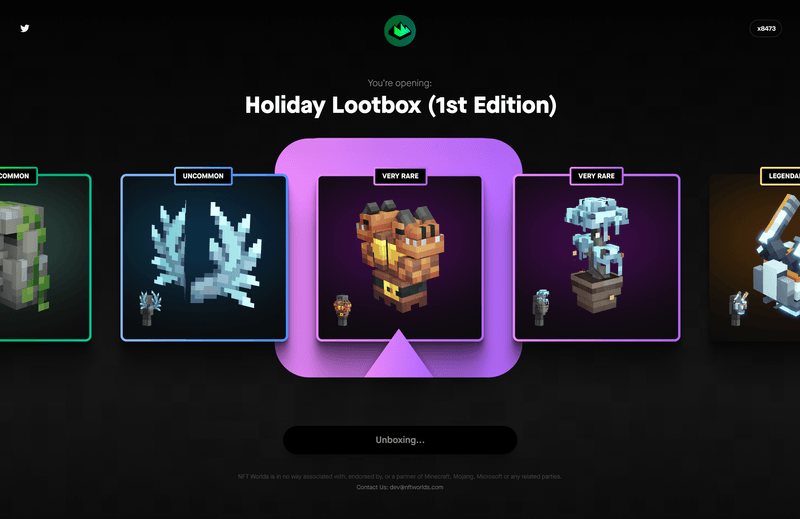 x8473
You're opening:
Holiday Lootbox (1st Edition)
COMMON
UNCOMMON
VERY RARE
VERY RARE
LEGENDA
Unboxing...
NFT Worlds is in no way associated with, endorsed by, or a partner of Minecraft, Mojang, Microsoft or any related parties.
Contact Us: dev@nftworlds.com